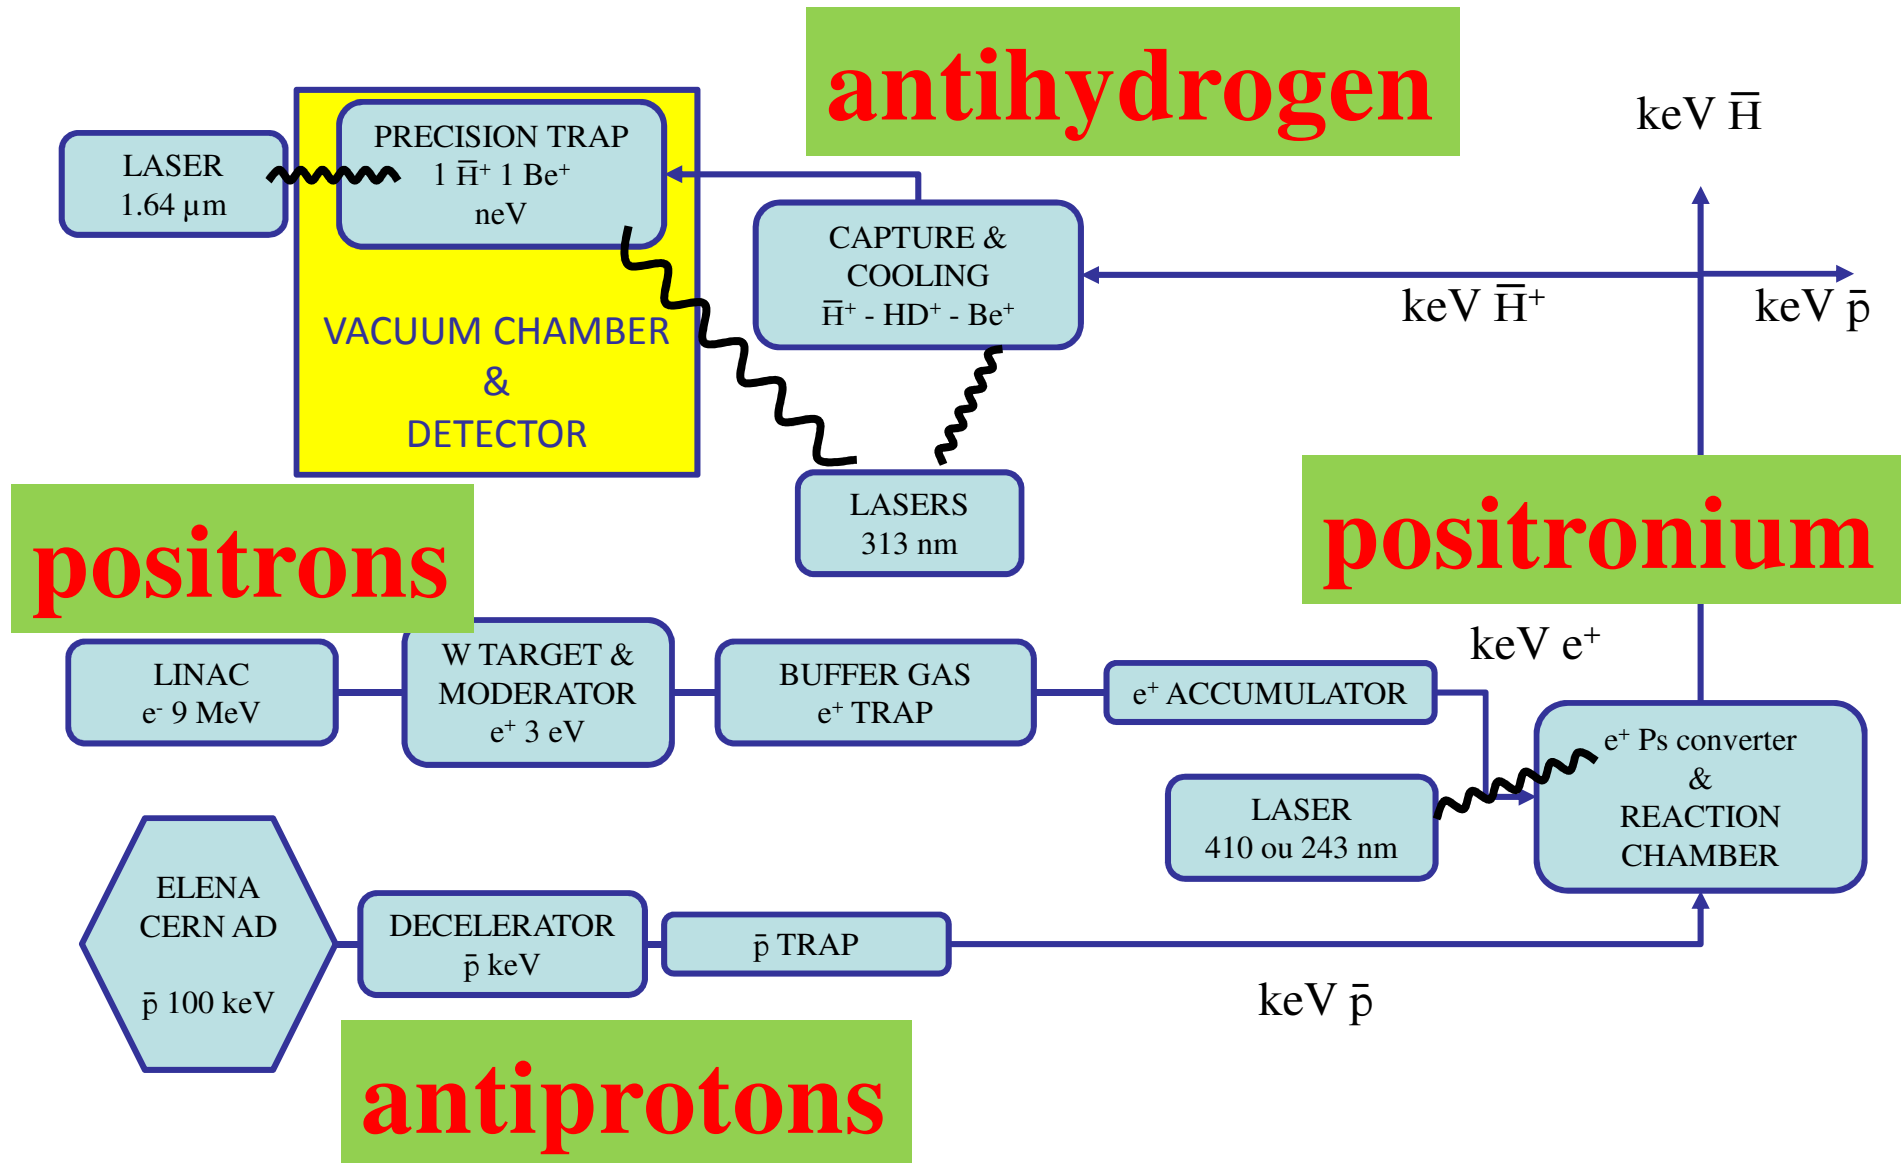 antihydrogen
keV H̅
PRECISION TRAP
1 H̅⁺ 1 Be⁺
neV
LASER
1.64 µm
CAPTURE &
COOLING
H̅⁺ - HD⁺ - Be⁺
keV H̅⁺
keV p̅
VACUUM CHAMBER
&
DETECTOR
LASERS
313 nm
positrons
positronium
keV e⁺
LINAC
e⁻ 9 MeV
W TARGET &
MODERATOR
e⁺ 3 eV
BUFFER GAS
e⁺ TRAP
e⁺ ACCUMULATOR
e⁺ Ps converter
&
REACTION
CHAMBER
LASER
410 ou 243 nm
ELENA
CERN AD
p̅ 100 keV
DECELERATOR
p̅ keV
p̅ TRAP
keV p̅
antiprotons